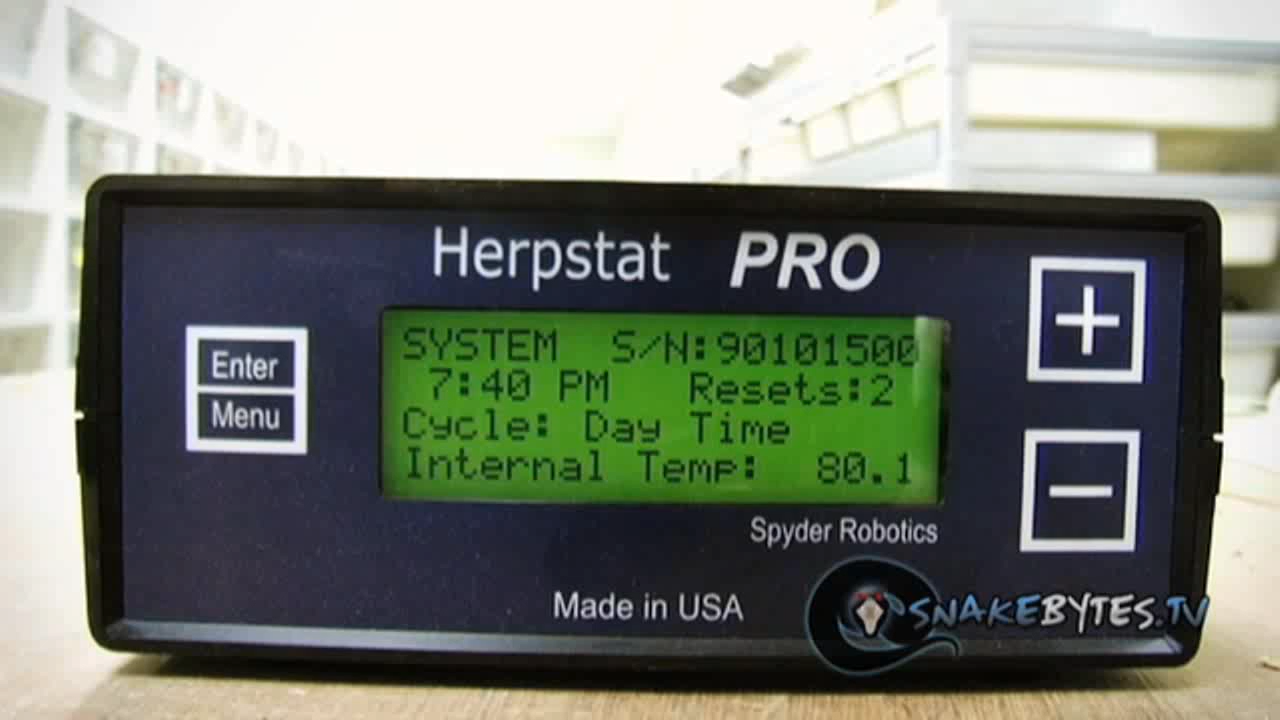 Herpstat PRO
Enter
Menu
SYSTEM S/N:90101500
7:40 PM Resets:2
Cycle: Day Time
Internal Temp: 80.1
+
−
Spyder Robotics
Made in USA
SNAKEBYTES.TV